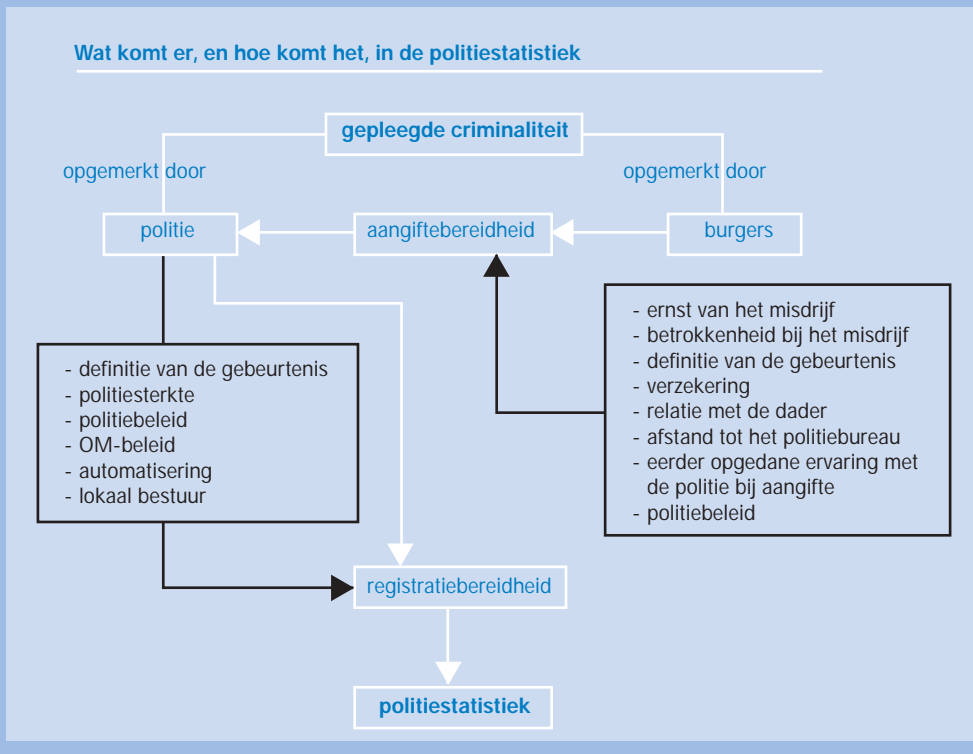 Wat komt er, en hoe komt het, in de politiestatistiek
gepleegde criminaliteit
opgemerkt door
opgemerkt door
politie
aangiftebereidheid
burgers
- definitie van de gebeurtenis
- politiesterkte
- politiebeleid
- OM-beleid
- automatisering
- lokaal bestuur
- ernst van het misdrijf
- betrokkenheid bij het misdrijf
- definitie van de gebeurtenis
- verzekering
- relatie met de dader
- afstand tot het politiebureau
- eerder opgedane ervaring met
de politie bij aangifte
- politiebeleid
registratiebereidheid
politiestatistiek